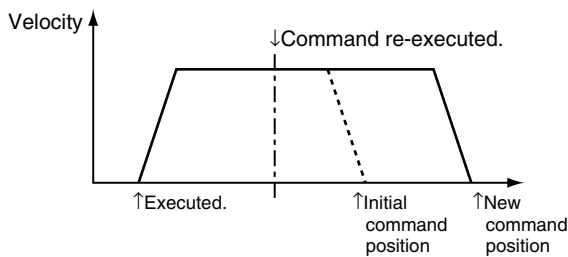 Velocity
↓Command re-executed.
↑Executed.
↑Initial
command
position
↑New
command
position